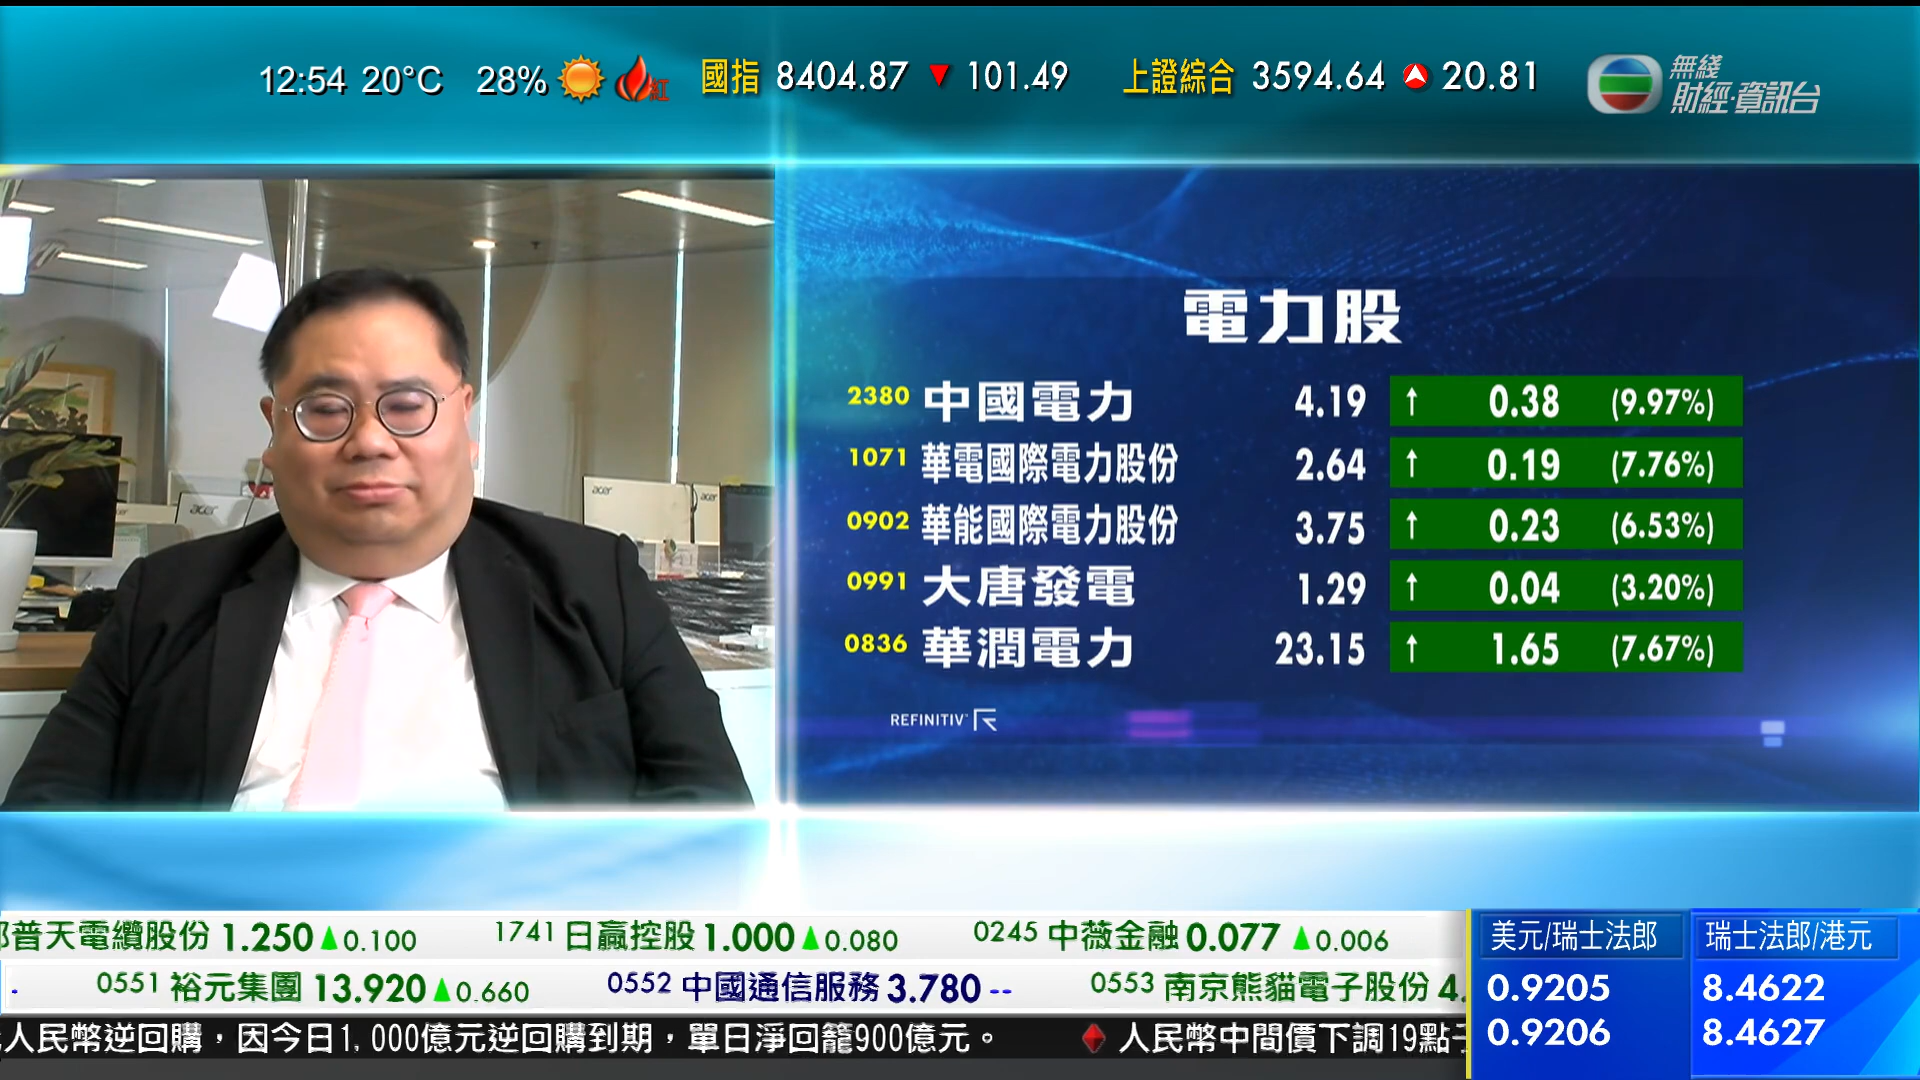 12:54 20°C 28% 紅 國指 8404.87 ▼ 101.49 上證綜合 3594.64 20.81
無綫
財經·資訊台
電力股
2380 中國電力 4.19 ↑ 0.38 (9.97%)
1071 華電國際電力股份 2.64 ↑ 0.19 (7.76%)
0902 華能國際電力股份 3.75 ↑ 0.23 (6.53%)
0991 大唐發電 1.29 ↑ 0.04 (3.20%)
0836 華潤電力 23.15 ↑ 1.65 (7.67%)
REFINITIV
acer
acer
acer
普天電纜股份 1.250 ▲ 0.100 1741 日贏控股 1.000 ▲ 0.080 0245 中薇金融 0.077 ▲ 0.006
0551 裕元集團 13.920 ▲ 0.660 0552 中國通信服務 3.780 -- 0553 南京熊貓電子股份 4.
人民幣逆回購，因今日1,000億元逆回購到期，單日淨回籠900億元。 ◆ 人民幣中間價下調19點子
美元/瑞士法郎
0.9205
0.9206
瑞士法郎/港元
8.4622
8.4627